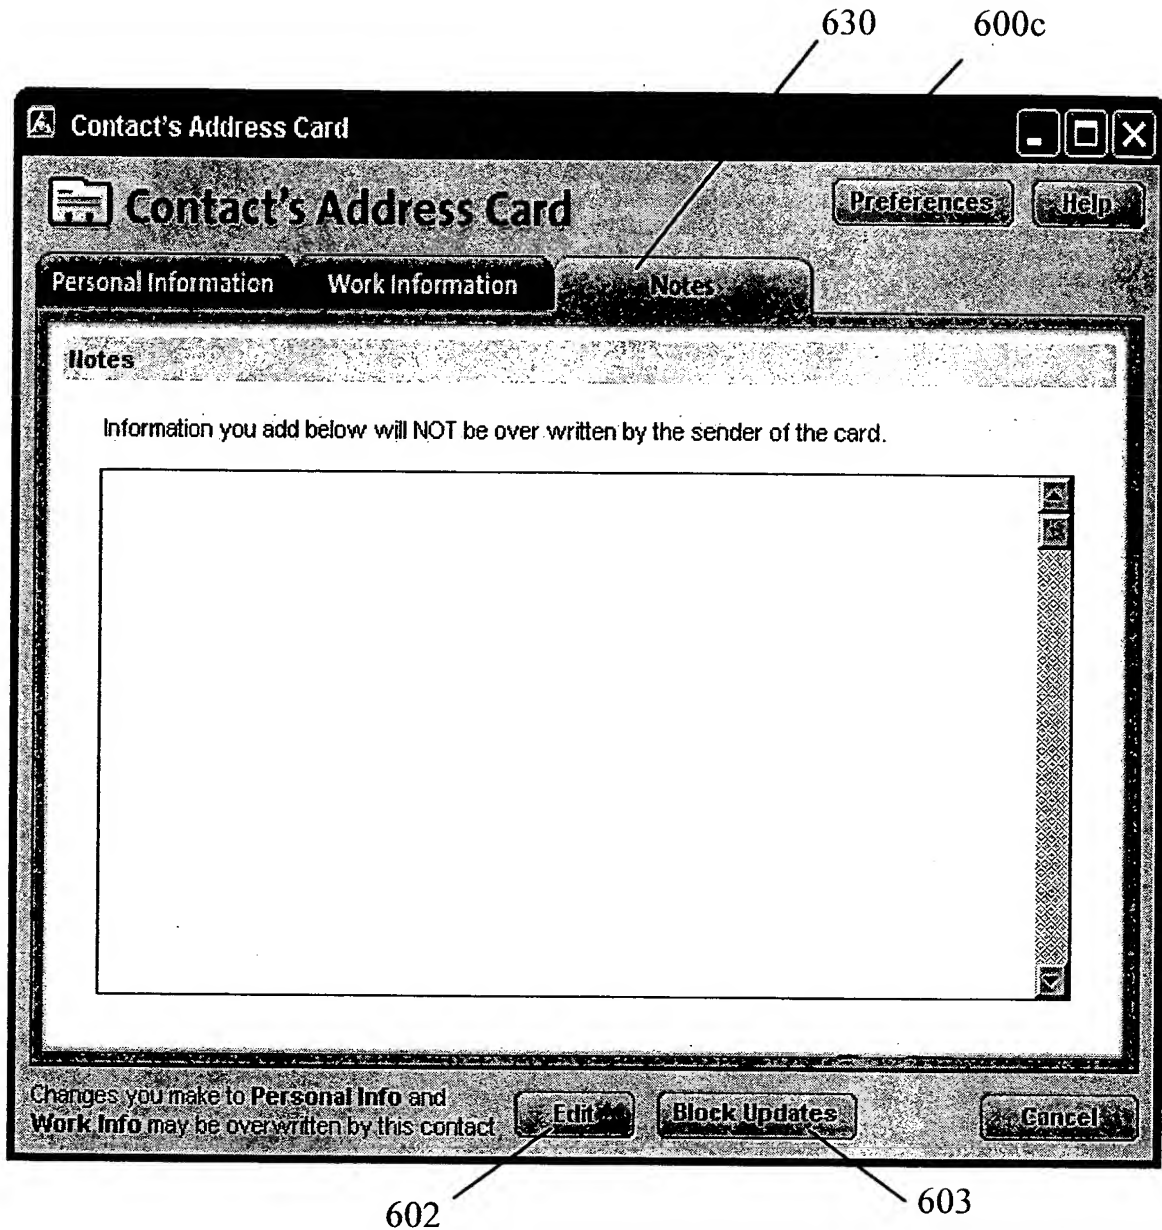 630 600c
Contact's Address Card
Contact's Address Card Preferences Help
Personal Information Work Information Notes
Notes
Information you add below will NOT be over written by the sender of the card.
Changes you make to Personal Info and
Work Info may be overwritten by this contact
Edit Block Updates Cancel
602 603